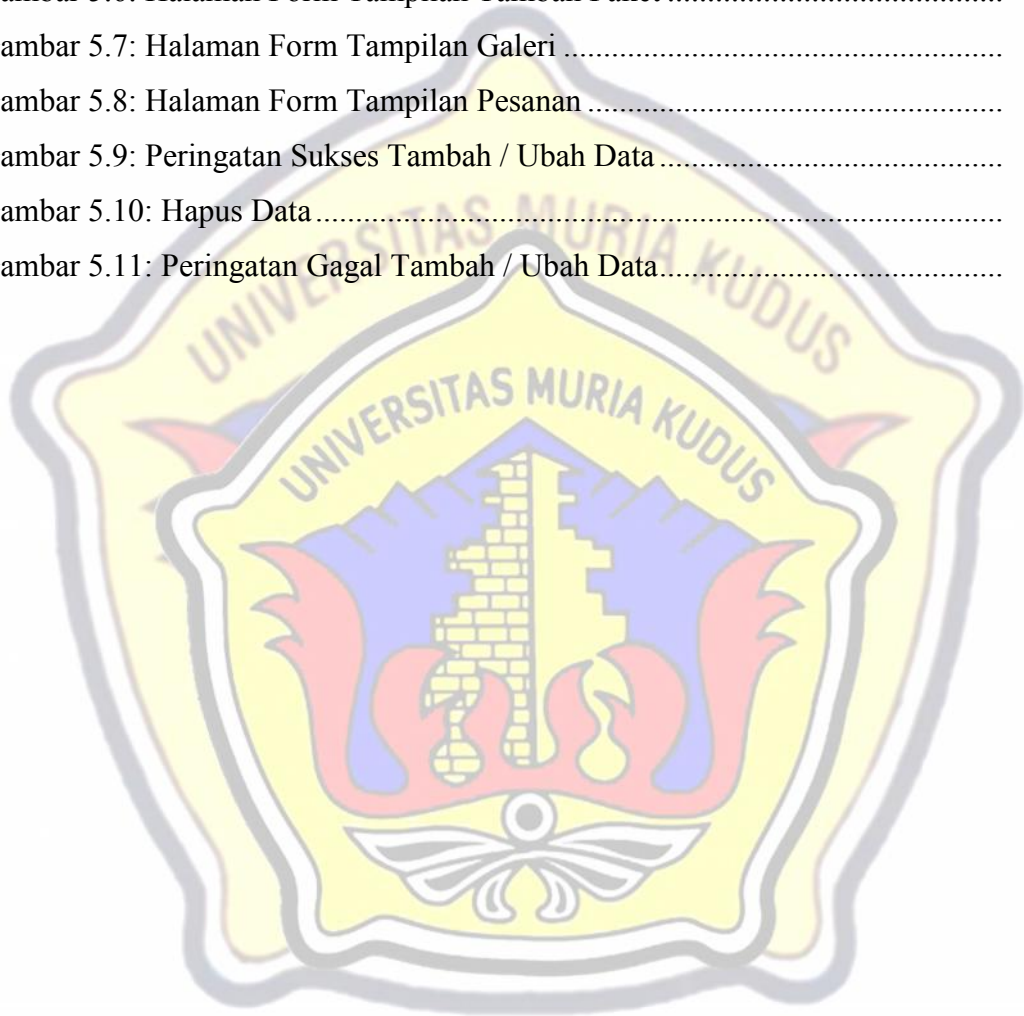 ambar 5.7: Halaman Form Tampilan Galeri ......................................................
ambar 5.8: Halaman Form Tampilan Pesanan ...................................................
ambar 5.9: Peringatan Sukses Tambah / Ubah Data ..........................................
ambar 5.10: Hapus Data .....................................................................................
ambar 5.11: Peringatan Gagal Tambah / Ubah Data ..........................................
UNIVERSITAS MURIA KUDUS
UNIVERSITAS MURIA KUDUS